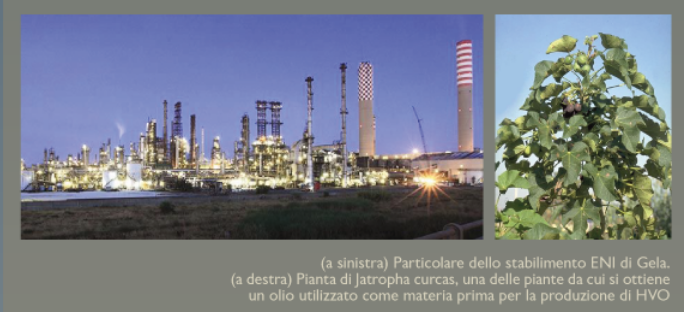 (a sinistra) Particolare dello stabilimento ENI di Gela.
(a destra) Pianta di Jatropha curcas, una delle piante da cui si ottiene
un olio utilizzato come materia prima per la produzione di HVO